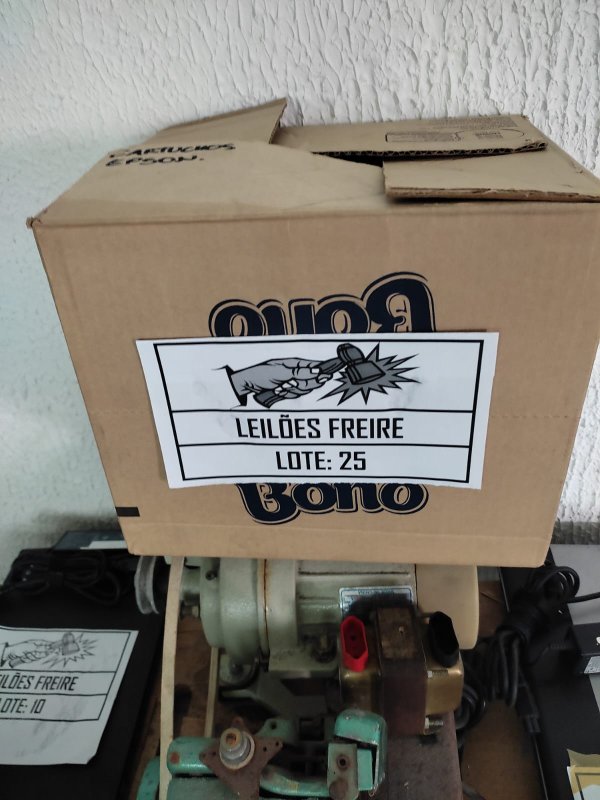 CARTUCHOS
EPSON.
Bono
LEILÕES FREIRE
LOTE: 25
Bono
LEILÕES FREIRE
LOTE: 10